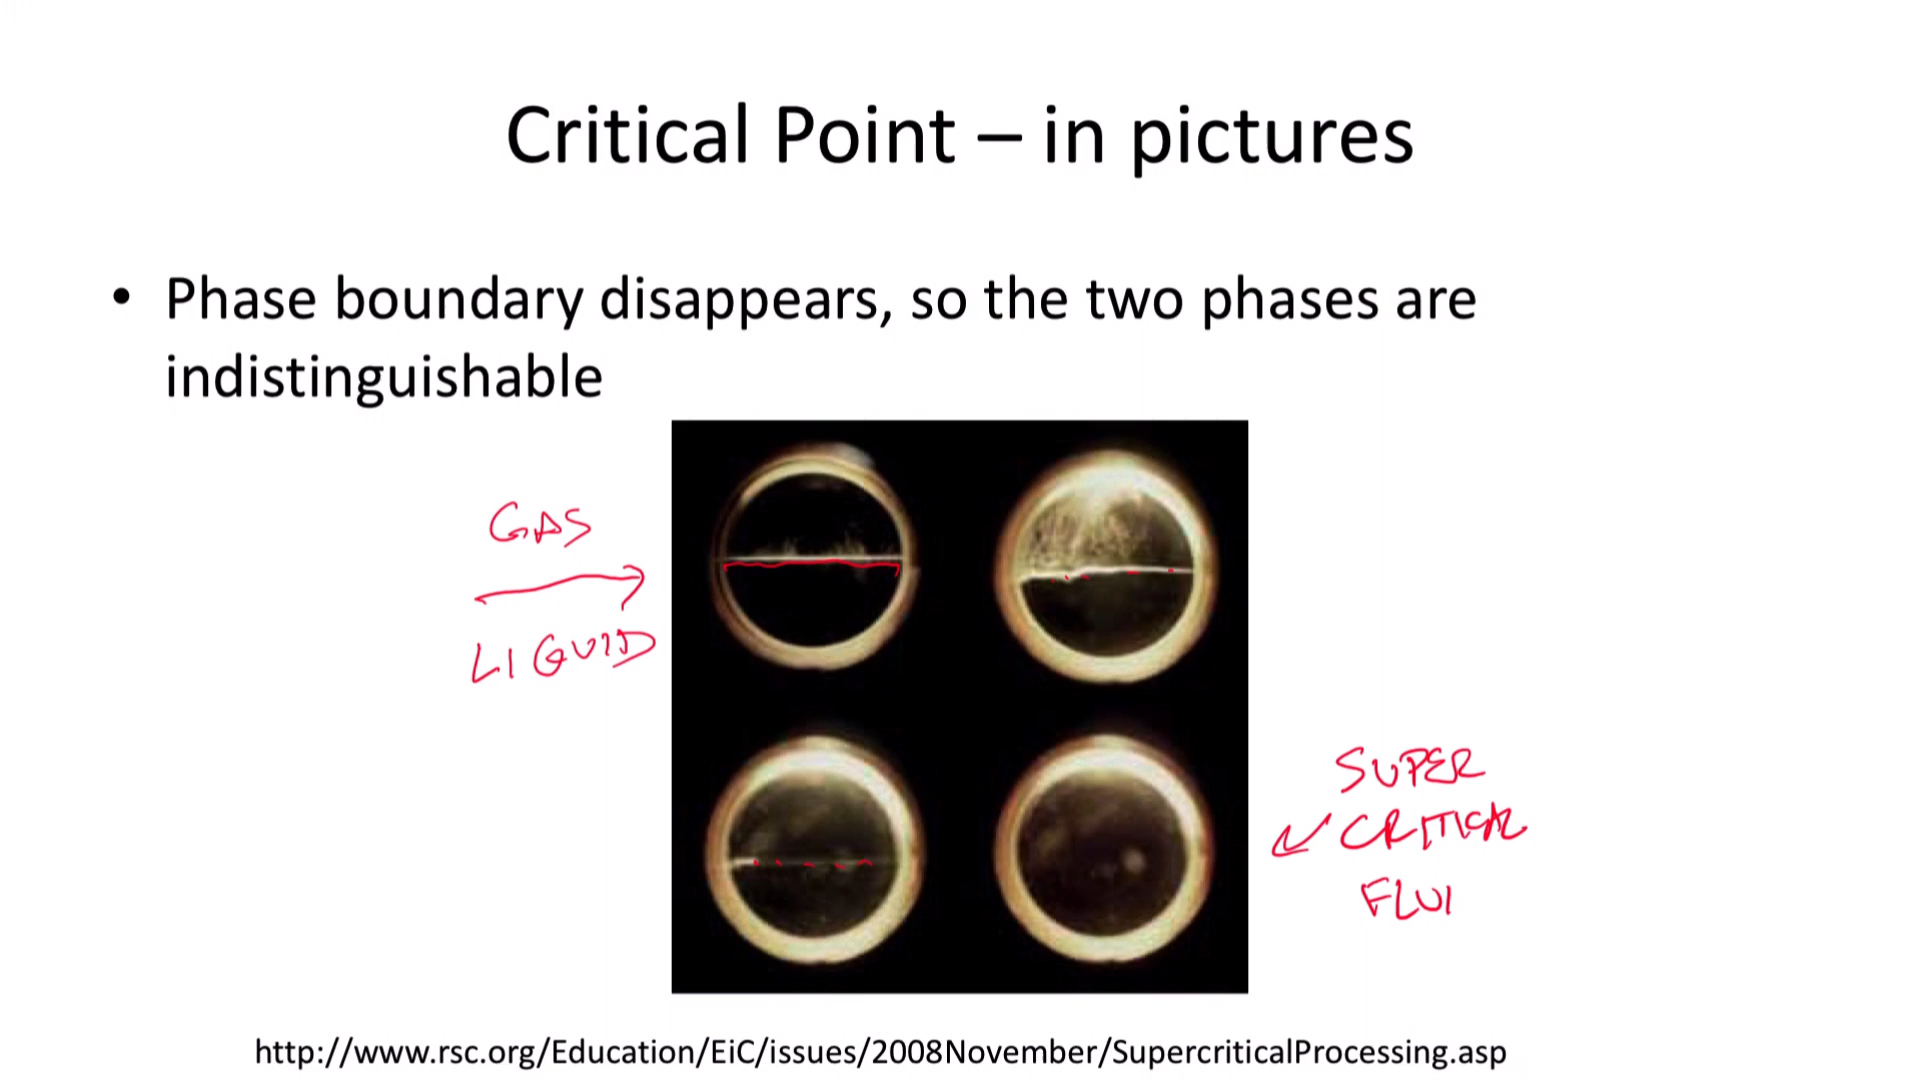 Critical Point – in pictures
• Phase boundary disappears, so the two phases are
indistinguishable
GAS
LIQUID
SUPER
CRITICAL
FLUI
http://www.rsc.org/Education/EiC/issues/2008November/SupercriticalProcessing.asp